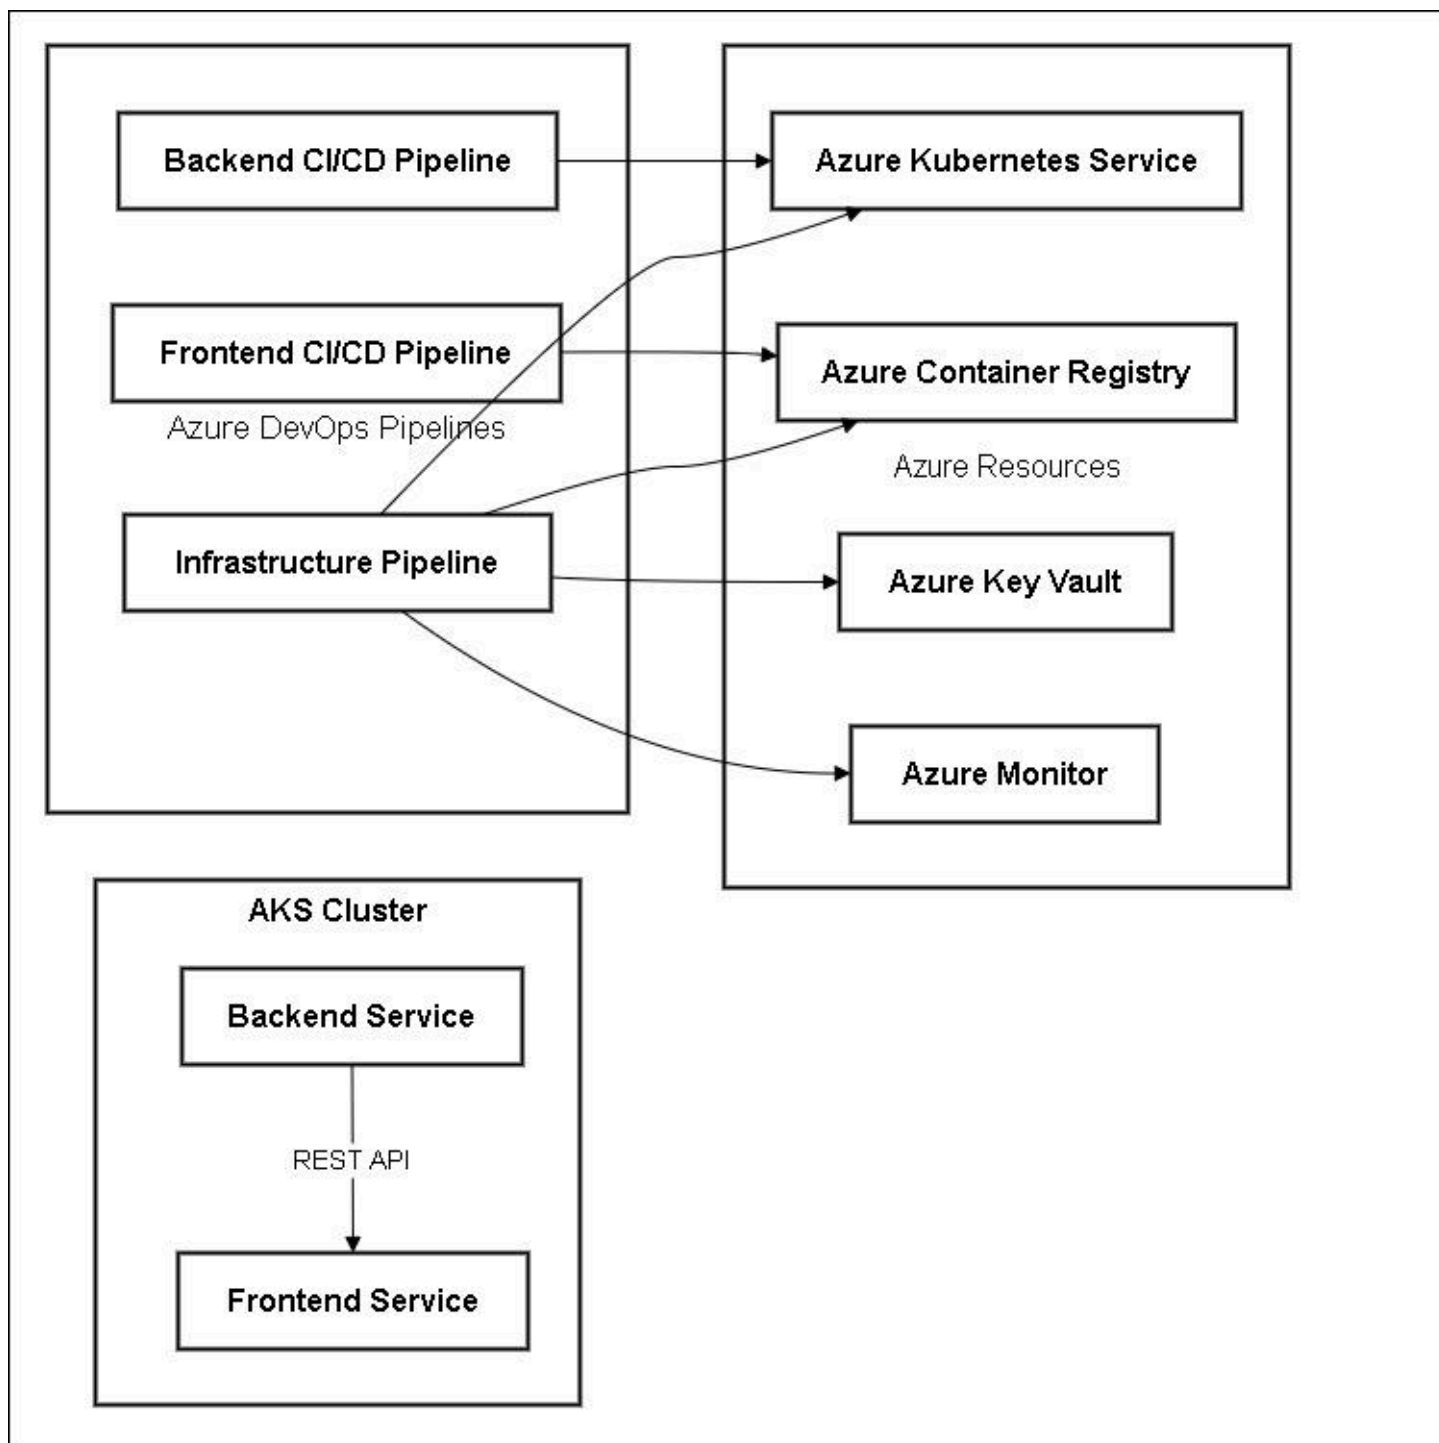 Backend CI/CD Pipeline
Frontend CI/CD Pipeline
Azure DevOps Pipelines
Infrastructure Pipeline
Azure Kubernetes Service
Azure Container Registry
Azure Resources
Azure Key Vault
Azure Monitor
AKS Cluster
Backend Service
REST API
Frontend Service